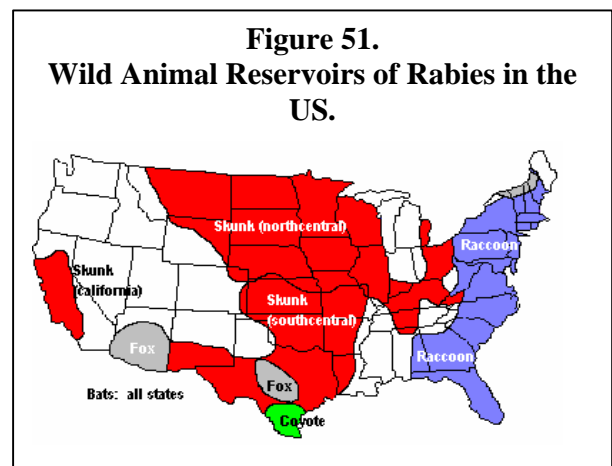 Figure 51.
Wild Animal Reservoirs of Rabies in the
US.
Skunk (northcentral)
Raccoon
Skunk
(california)
Skunk
(southcentral)
Fox
Raccoon
Fox
Bats: all states
Coyote